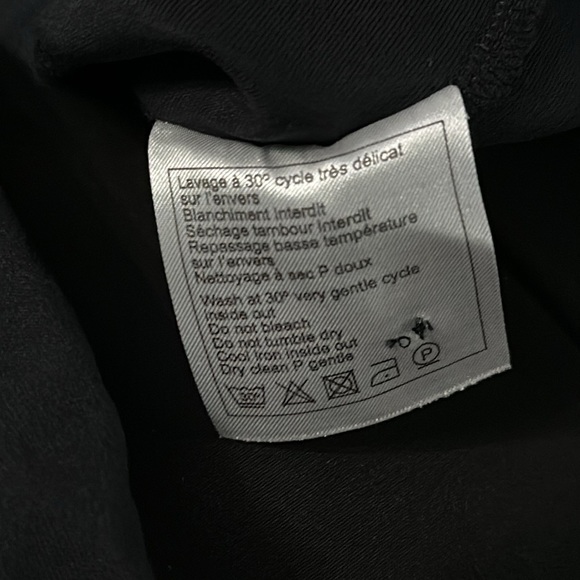 Lavage à 30° cycle très délicat
sur l'envers
Blanchiment interdit
Séchage tambour interdit
Repassage basse température
sur l'envers
Nettoyage à sec P doux
Wash at 30° very gentle cycle
inside out
Do not bleach
Do not tumble dry
Cool iron inside out
Dry clean P gentle
30° P